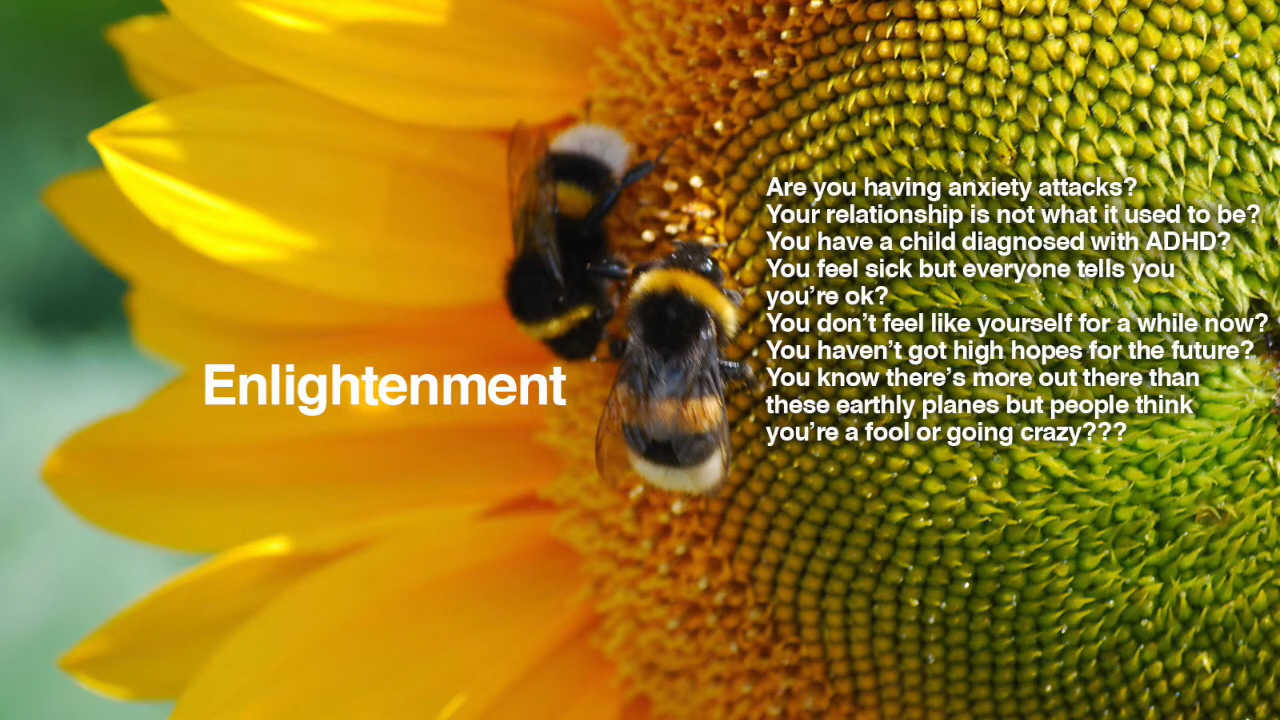 Enlightenment
Are you having anxiety attacks?
Your relationship is not what it used to be?
You have a child diagnosed with ADHD?
You feel sick but everyone tells you
you’re ok?
You don’t feel like yourself for a while now?
You haven’t got high hopes for the future?
You know there’s more out there than
these earthly planes but people think
you’re a fool or going crazy???